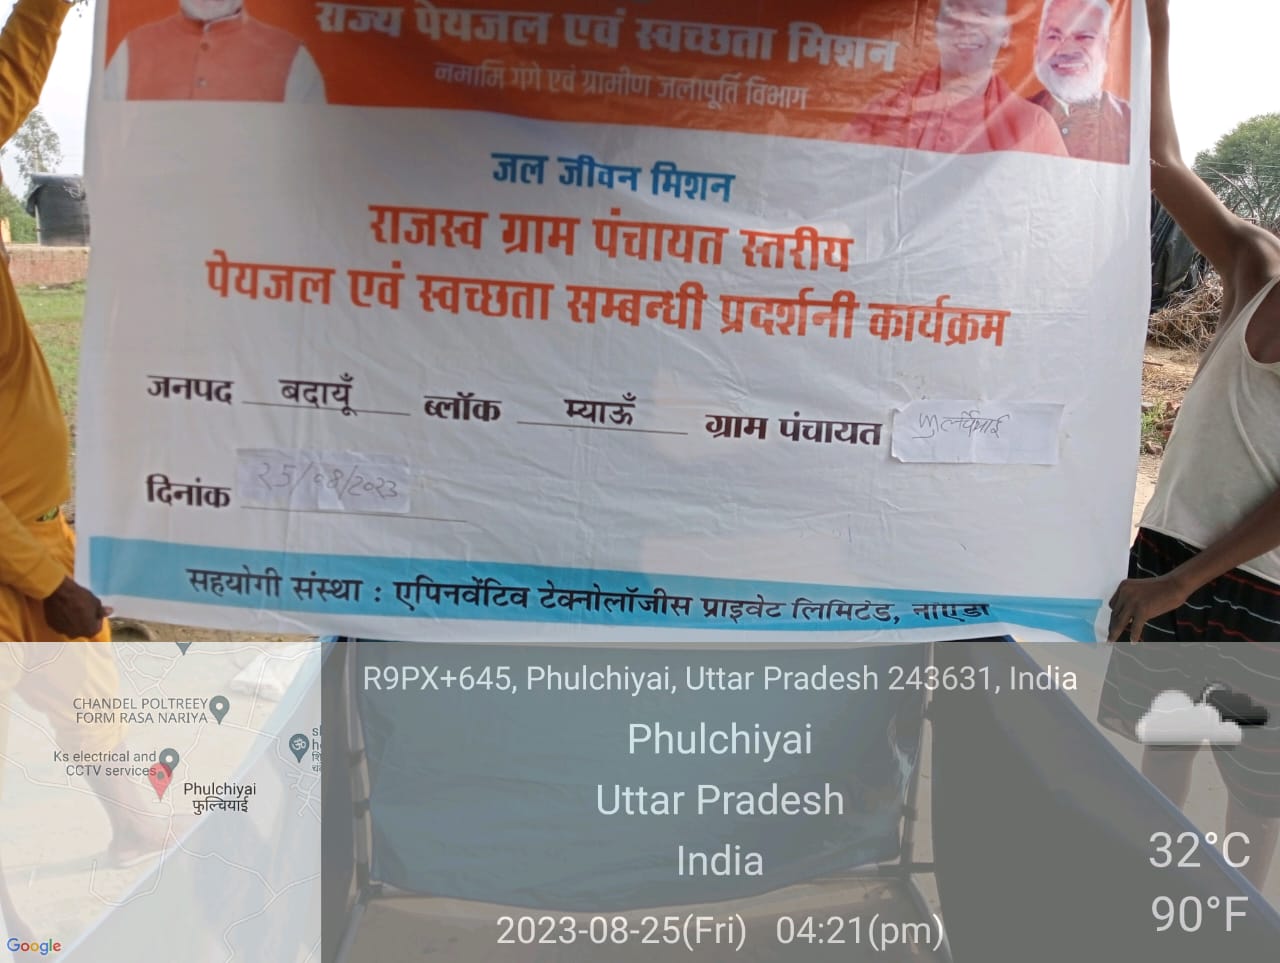 राज्य पेयजल एवं स्वच्छता मिशन
नमामि गंगे एवं ग्रामीण जलापूर्ति विभाग
जल जीवन मिशन
राजस्व ग्राम पंचायत स्तरीय
पेयजल एवं स्वच्छता सम्बन्धी प्रदर्शनी कार्यक्रम
जनपद बदायूँ ब्लॉक म्याऊँ ग्राम पंचायत
दिनांक 25/08/2023
सहयोगी संस्था : एपिनवेंटिव टेक्नोलॉजीस प्राइवेट लिमिटेड, नोएडा
R9PX+645, Phulchiyai, Uttar Pradesh 243631, India
Phulchiyai
Uttar Pradesh
India
2023-08-25(Fri) 04:21(pm)
32°C
90°F
CHANDEL POLTREEY
FORM RASA NARIYA
Ks electrical and
CCTV services
Phulchiyai
फुल्चियाई
Google